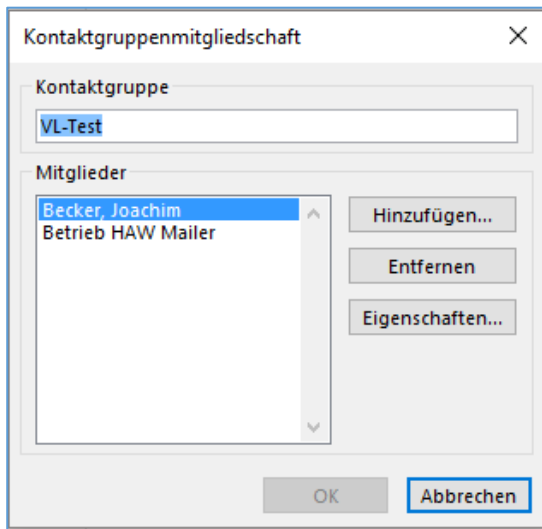 Kontaktgruppenmitgliedschaft
Kontaktgruppe
VL-Test
Mitglieder
Becker, Joachim
Betrieb HAW Mailer
Hinzufügen...
Entfernen
Eigenschaften...
OK
Abbrechen